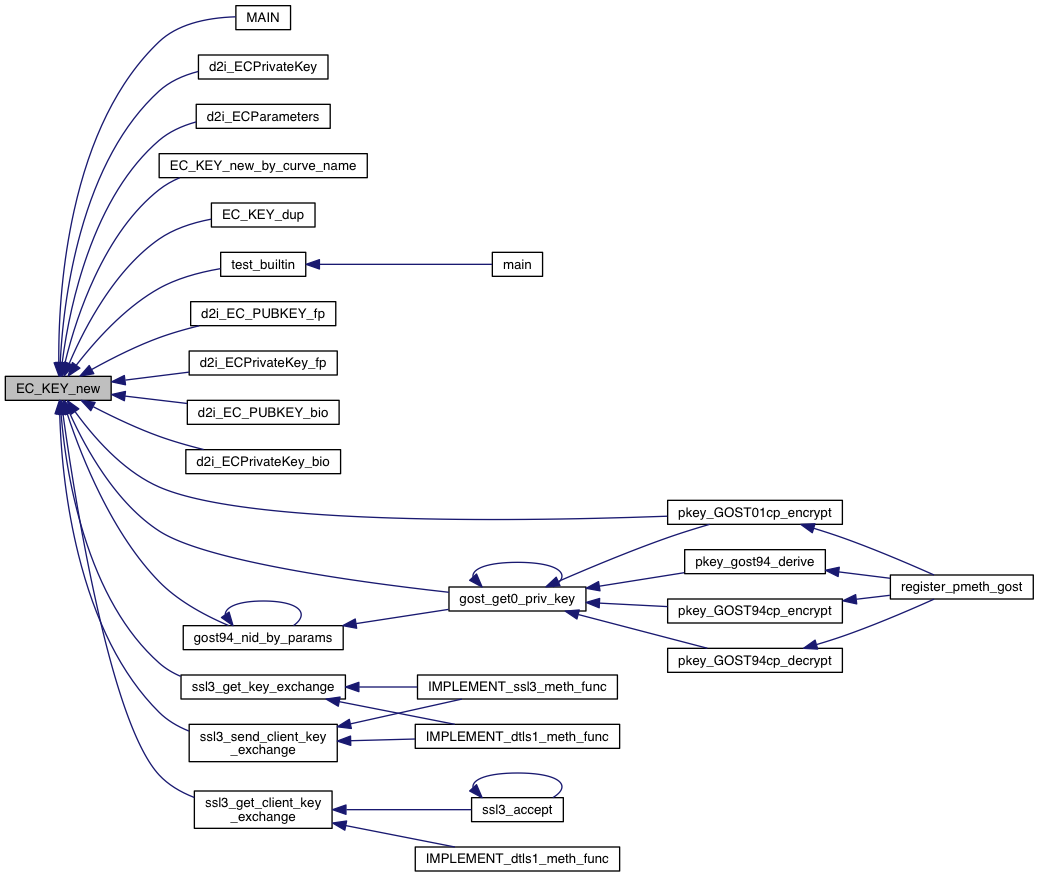 MAIN
d2i_ECPrivateKey
d2i_ECParameters
EC_KEY_new_by_curve_name
EC_KEY_dup
test_builtin
main
d2i_EC_PUBKEY_fp
d2i_ECPrivateKey_fp
EC_KEY_new
d2i_EC_PUBKEY_bio
d2i_ECPrivateKey_bio
pkey_GOST01cp_encrypt
pkey_gost94_derive
register_pmeth_gost
gost_get0_priv_key
pkey_GOST94cp_encrypt
gost94_nid_by_params
pkey_GOST94cp_decrypt
ssl3_get_key_exchange
IMPLEMENT_ssl3_meth_func
ssl3_send_client_key
_exchange
IMPLEMENT_dtls1_meth_func
ssl3_get_client_key
_exchange
ssl3_accept
IMPLEMENT_dtls1_meth_func